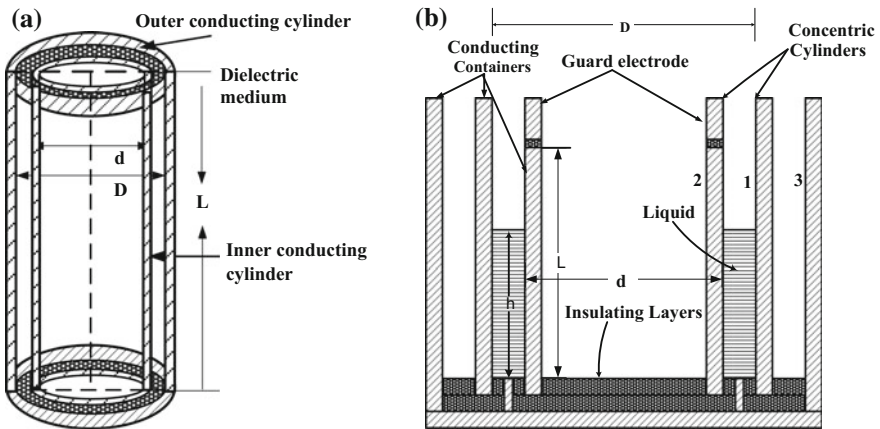 (a)
Outer conducting cylinder
Dielectric
medium
d
D
L
Inner conducting
cylinder
(b)
D
Conducting
Containers
Guard electrode
Concentric
Cylinders
2
1
3
Liquid
L
d
h
Insulating Layers